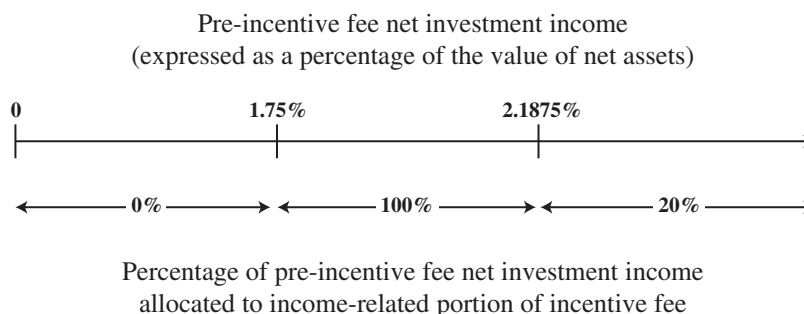 Pre-incentive fee net investment income
(expressed as a percentage of the value of net assets)
0 1.75% 2.1875%
0% 100% 20%
Percentage of pre-incentive fee net investment income
allocated to income-related portion of incentive fee